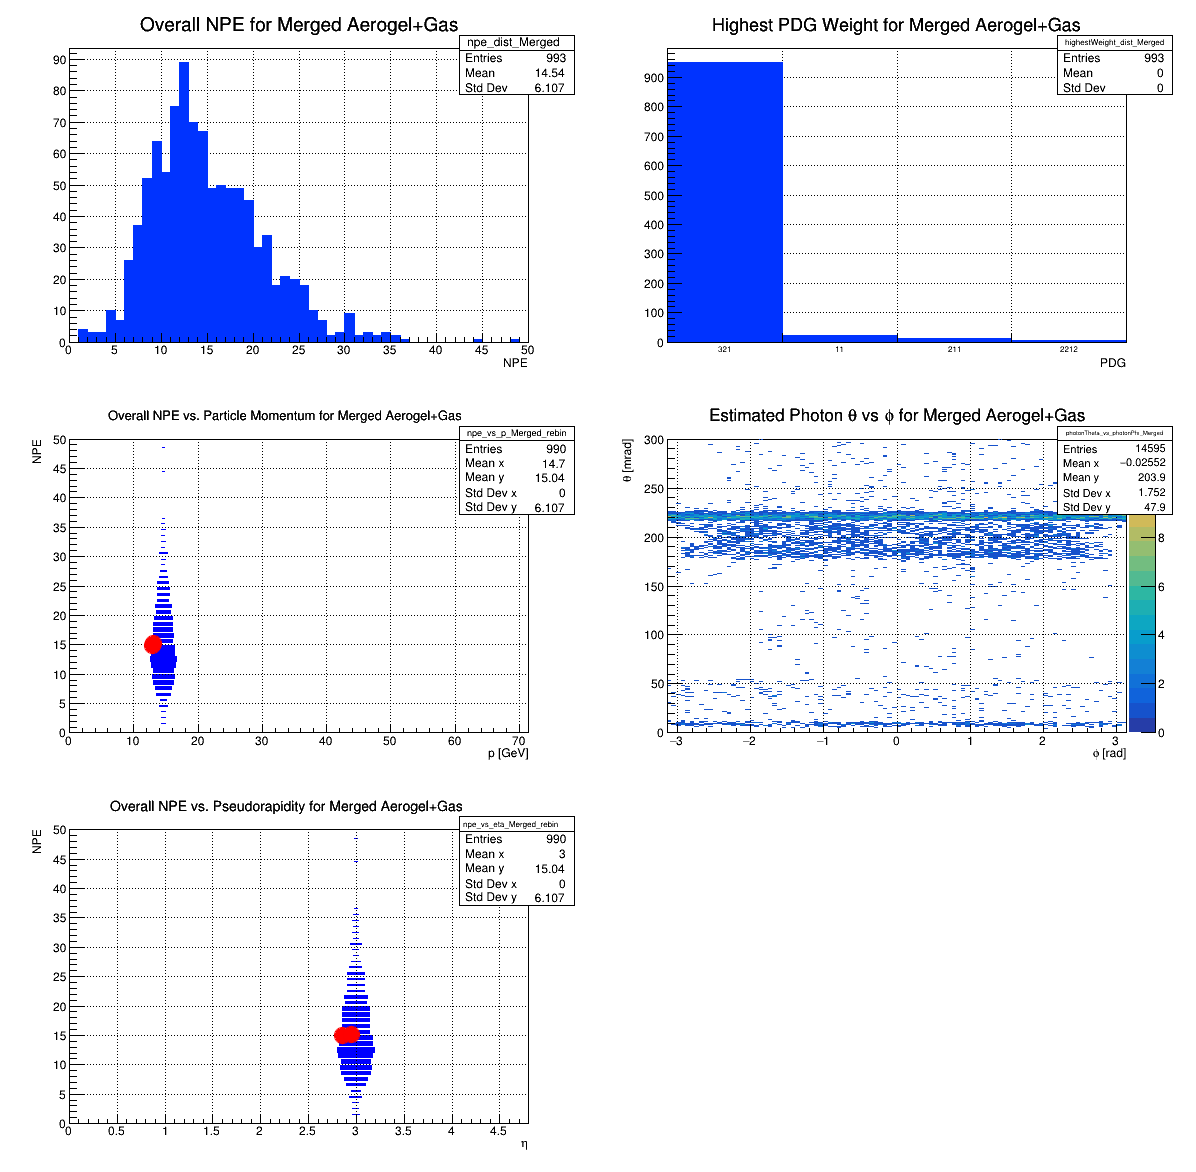 Overall NPE for Merged Aerogel+Gas
npe_dist_Merged
Entries 993
Mean 14.54
Std Dev 6.107
90
80
70
60
50
40
30
20
10
0
0 5 10 15 20 25 30 35 40 45 50
NPE
Highest PDG Weight for Merged Aerogel+Gas
highestWeight_dist_Merged
Entries 993
Mean 0
Std Dev 0
900
800
700
600
500
400
300
200
100
0
321 11 211 2212
PDG
Overall NPE vs. Particle Momentum for Merged Aerogel+Gas
npe_vs_p_Merged_rebin
Entries 990
Mean x 14.7
Mean y 15.04
Std Dev x 0
Std Dev y 6.107
NPE
50
45
40
35
30
25
20
15
10
5
0
0 10 20 30 40 50 60 70
p [GeV]
Estimated Photon θ vs ϕ for Merged Aerogel+Gas
photonTheta_vs_photonPhi_Merged
Entries 14595
Mean x −0.02552
Mean y 203.9
Std Dev x 1.752
Std Dev y 47.9
θ [mrad]
300
250
200
150
100
50
0
−3 −2 −1 0 1 2 3
ϕ [rad]
8
6
4
2
0
Overall NPE vs. Pseudorapidity for Merged Aerogel+Gas
npe_vs_eta_Merged_rebin
Entries 990
Mean x 3
Mean y 15.04
Std Dev x 0
Std Dev y 6.107
NPE
50
45
40
35
30
25
20
15
10
5
0
0 0.5 1 1.5 2 2.5 3 3.5 4 4.5
η